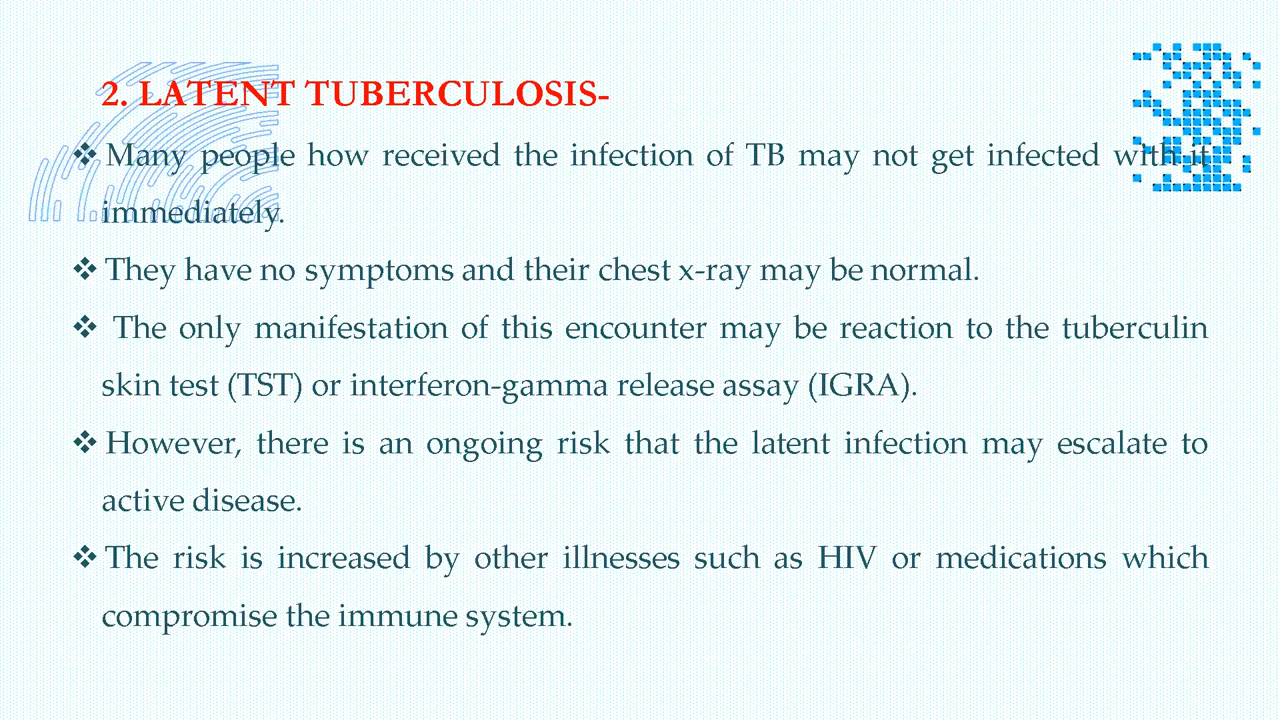 2. LATENT TUBERCULOSIS-
❖ Many people how received the infection of TB may not get infected with it
immediately.
❖ They have no symptoms and their chest x-ray may be normal.
❖ The only manifestation of this encounter may be reaction to the tuberculin
skin test (TST) or interferon-gamma release assay (IGRA).
❖ However, there is an ongoing risk that the latent infection may escalate to
active disease.
❖ The risk is increased by other illnesses such as HIV or medications which
compromise the immune system.